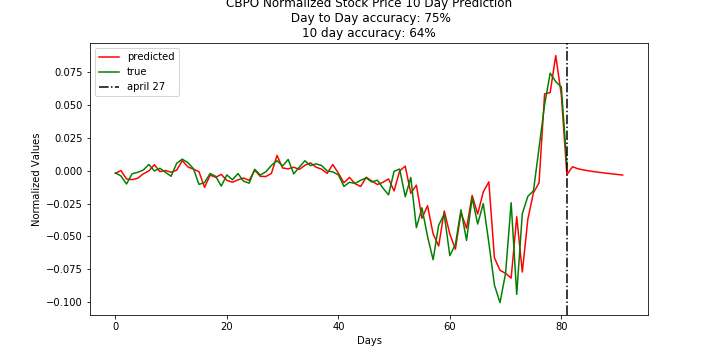 CBPO Normalized Stock Price 10 Day Prediction
Day to Day accuracy: 75%
10 day accuracy: 64%
predicted
true
april 27
Normalized Values
0.075
0.050
0.025
0.000
−0.025
−0.050
−0.075
−0.100
0 20 40 60 80
Days